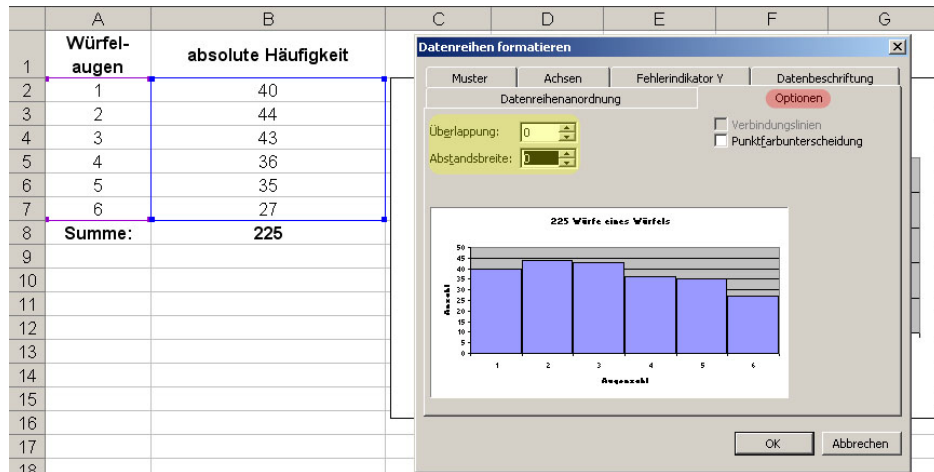 A B C D E F G
1 Würfel-augen absolute Häufigkeit
2 1 40
3 2 44
4 3 43
5 4 36
6 5 35
7 6 27
8 Summe: 225
9
10
11
12
13
14
15
16
17
18
Datenreihen formatieren
Muster Achsen Fehlerindikator Y Datenbeschriftung
Datenreihenanordnung Optionen
Überlappung: 0
Abstandsbreite: 0
Verbindungslinien
Punktfarbunterscheidung
225 Würfe eines Würfels
Anzahl
50
45
40
35
30
25
20
15
10
5
0
1 2 3 4 5 6
Augenzahl
OK Abbrechen